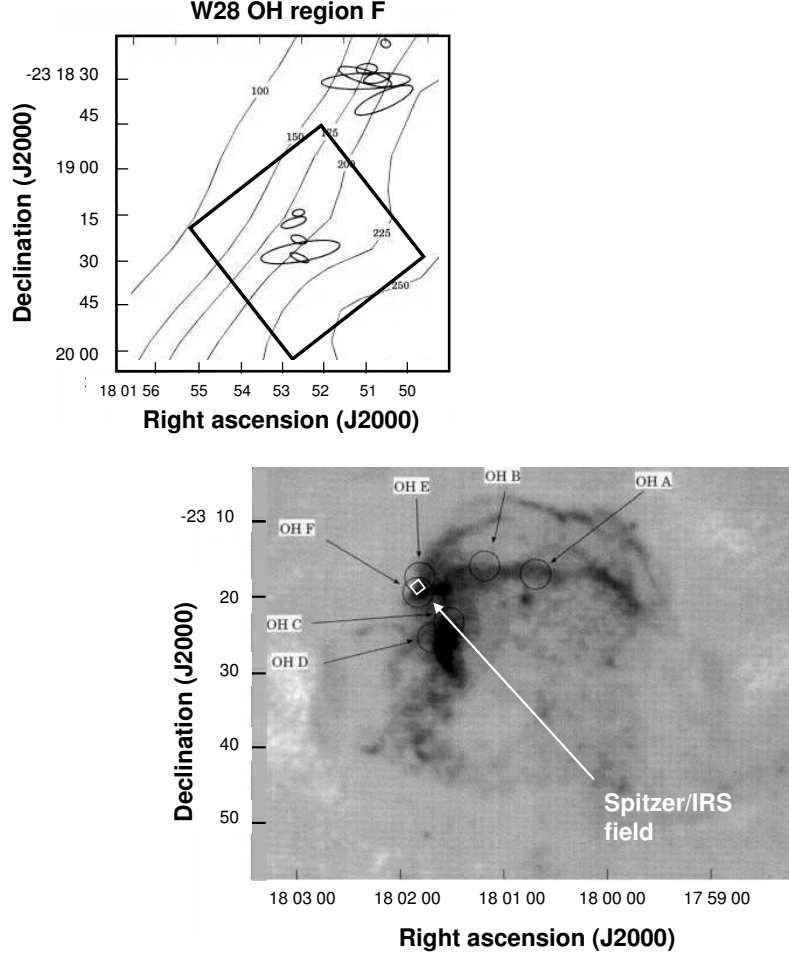 W28 OH region F
-23 18 30
45
19 00
15
30
45
20 00
100
150
175
200
225
250
18 01 56 55 54 53 52 51 50
Declination (J2000)
Right ascension (J2000)
-23 10
20
30
40
50
OH E
OH B
OH A
OH F
OH C
OH D
Spitzer/IRS
field
18 03 00 18 02 00 18 01 00 18 00 00 17 59 00
Declination (J2000)
Right ascension (J2000)